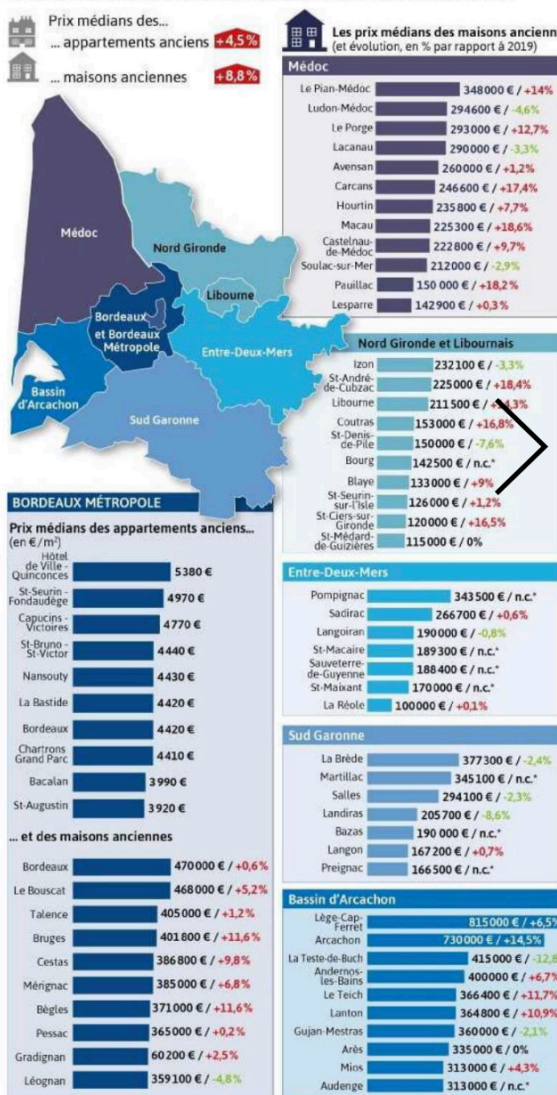 Prix médians des...
... appartements anciens +4,5%
... maisons anciennes +8,8%
Médoc
Nord Gironde
Libourne
Bordeaux
et Bordeaux
Métropole
Entre-Deux-Mers
Bassin
d'Arcachon
Sud Garonne
BORDEAUX MÉTROPOLE
Prix médians des appartements anciens...
(en €/m²)
Hôtel
de Ville -
Quinconces 5380 €
St-Seurin -
Fondaudège 4970 €
Capucins -
Victoires 4770 €
St-Bruno -
St-Victor 4440 €
Nansouty 4430 €
La Bastide 4420 €
Bordeaux 4420 €
Chartrons
Grand Parc 4410 €
Bacalan 3990 €
St-Augustin 3920 €
... et des maisons anciennes
Bordeaux 470000 € / +0,6%
Le Bouscat 468000 € / +5,2%
Talence 405000 € / +1,2%
Bruges 401800 € / +11,6%
Cestas 386800 € / +9,8%
Mérignac 385000 € / +6,8%
Bègles 371000 € / +11,6%
Pessac 365000 € / +0,2%
Gradignan 60200 € / +2,5%
Léognan 359100 € / -4,8%
Les prix médians des maisons ancienn
(et évolution, en % par rapport à 2019)
Médoc
Le Pian-Médoc 348000 € / +14%
Ludon-Médoc 294600 € / -4,6%
Le Porge 293000 € / +12,7%
Lacanau 290000 € / -3,3%
Avensan 260000 € / +1,2%
Carcans 246600 € / +17,4%
Hourtin 235800 € / +7,7%
Macau 225300 € / +18,6%
Castelnau-
de-Médoc 222800 € / +9,7%
Soulac-sur-Mer 212000 € / -2,9%
Pauillac 150 000 € / +18,2%
Lesparre 142900 € / +0,3%
Nord Gironde et Libournais
Izon 232100 € / -3,3%
St-André-
de-Cubzac 225000 € / +18,4%
Libourne 211500 € /
Coutras 153000 € / +16,8%
St-Denis-
de-Pile 150000 € / -7,6%
Bourg 142500 € / n.c.*
Blaye 133000 € / +9%
St-Seurin-
sur-l'Isle 126000 € / +1,2%
St-Ciers-sur-
Gironde 120000 € / +16,5%
St-Médard-
de-Guizières 115000 € / 0%
Entre-Deux-Mers
Pompignac 343500 € / n.c.*
Sadirac 266700 € / +0,6%
Langoiran 190000 € / -0,8%
St-Macaire 189300 € / n.c.*
Sauveterre-
de-Guyenne 188400 € / n.c.*
St-Maixant 170000 € / n.c.*
La Réole 100000 € / +0,1%
Sud Garonne
La Brède 377300 € / -2,4%
Martillac 345100 € / n.c.*
Salles 294100 € / -2,3%
Landiras 205700 € / -8,6%
Bazas 190 000 € / n.c.*
Langon 167200 € / +0,7%
Preignac 166500 € / n.c.*
Bassin d'Arcachon
Lège-Cap-
Ferret 815000 € / +6,5%
Arcachon 730000 € / +14,5%
La Teste-de-Buch 415000 € / -12,8
Andernos-
les-Bains 400000 € / +6,7%
Le Teich 366400 € / +11,7%
Lanton 364800 € / +10,9%
Gujan-Mestras 360000 € / -2,1%
Arès 335000 € / 0%
Mios 313000 € / +4,3%
Audenge 313000 € / n.c.*